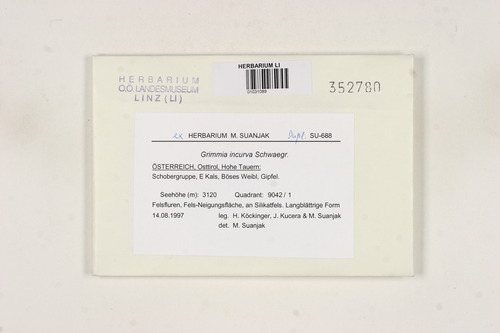 HERBARIUM LI
01031069
HERBARIUM
O.Ö. LANDESMUSEUM
LINZ (LI)
352780
ex HERBARIUM M. SUANJAK Dupl. SU-688
Grimmia incurva Schwaegr.
ÖSTERREICH, Osttirol, Hohe Tauern:
Schobergruppe, E Kals, Böses Weibl, Gipfel.
Seehöhe (m): 3120 Quadrant: 9042 / 1
Felsfluren, Fels-Neigungsfläche, an Silikatfels. Langblättrige Form
14.08.1997 leg. H. Köckinger, J. Kucera & M. Suanjak
det. M. Suanjak